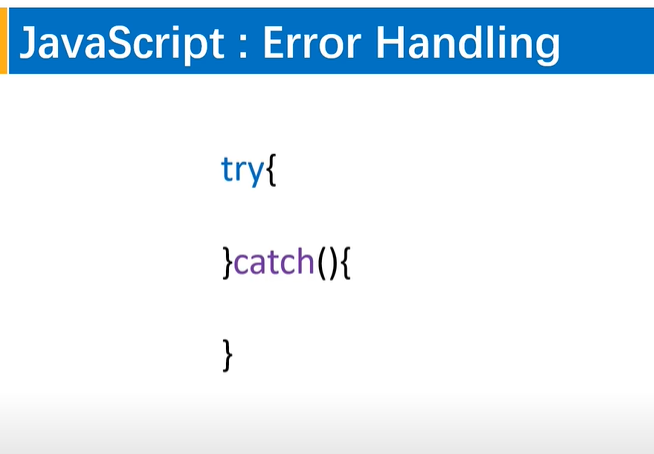 JavaScript : Error Handling
try{
}catch(){
}